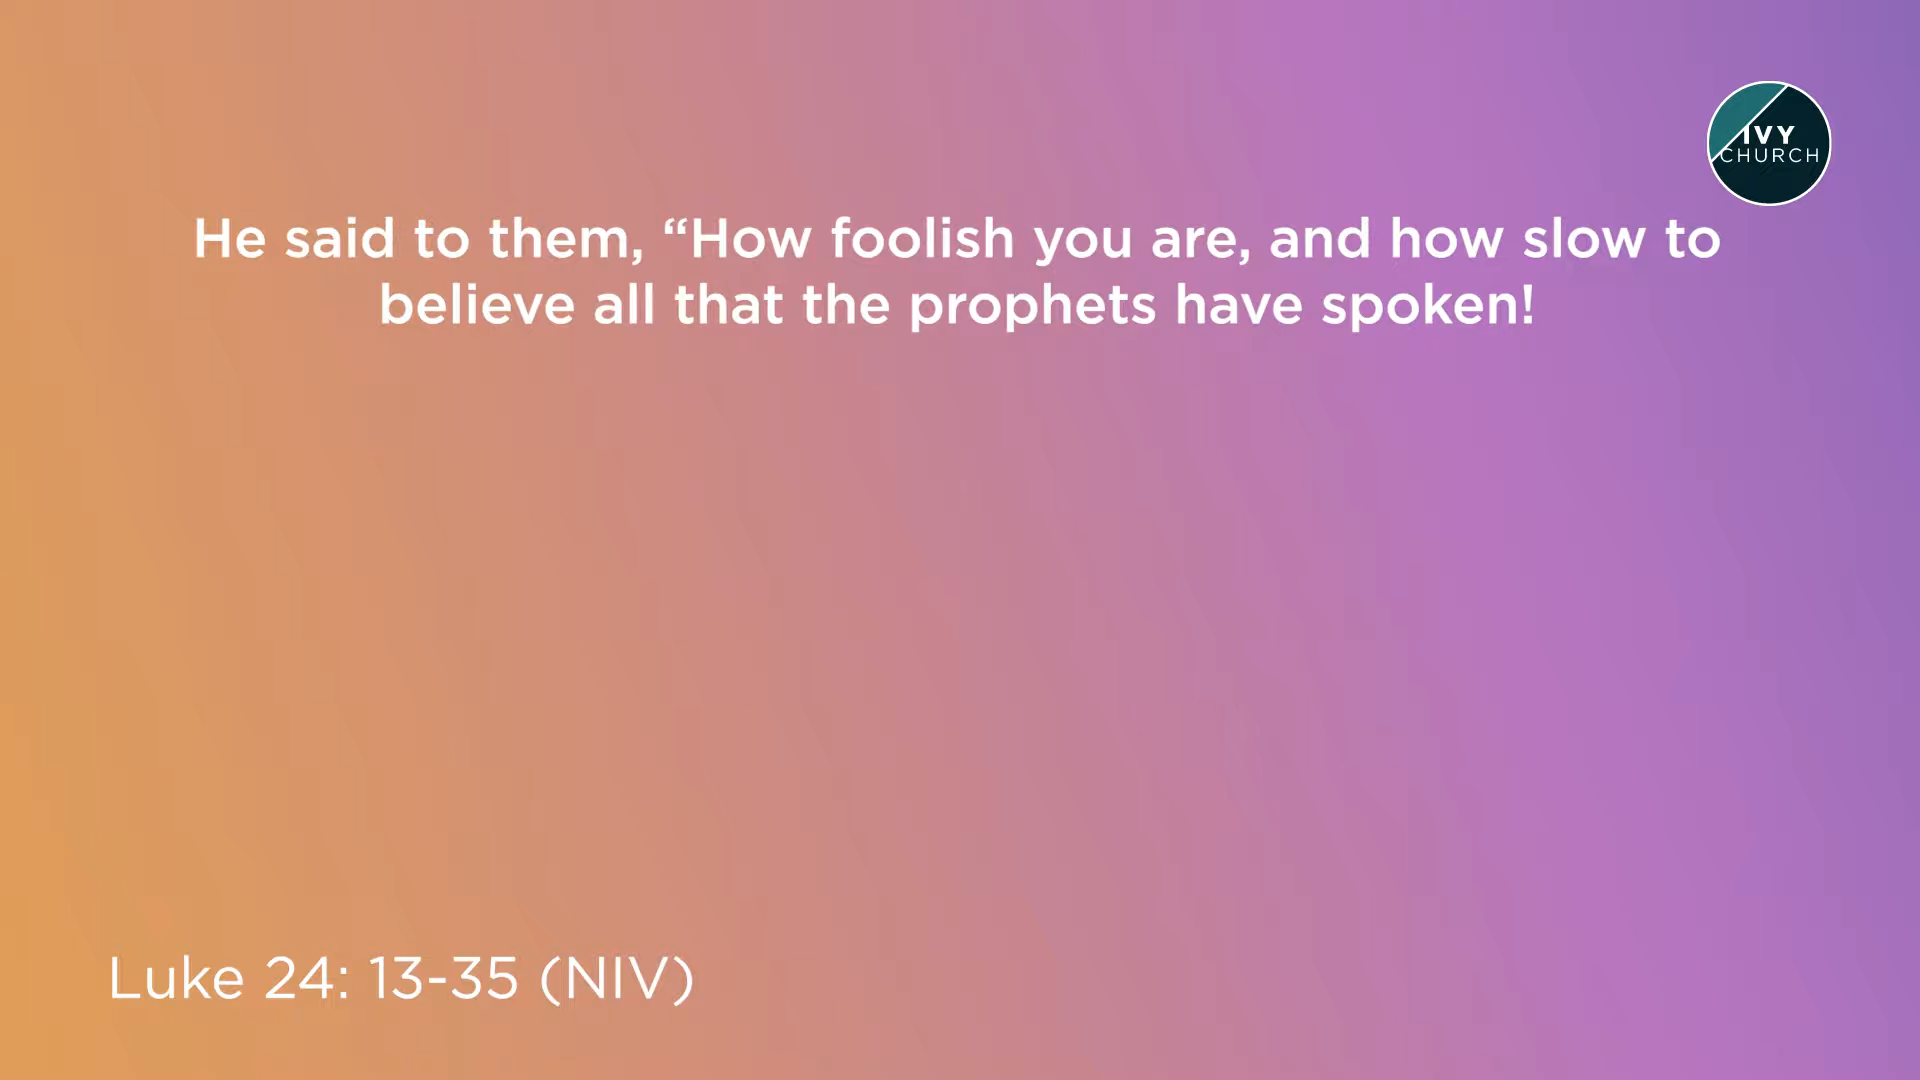 IVY
CHURCH
He said to them, “How foolish you are, and how slow to
believe all that the prophets have spoken!
Luke 24: 13-35 (NIV)